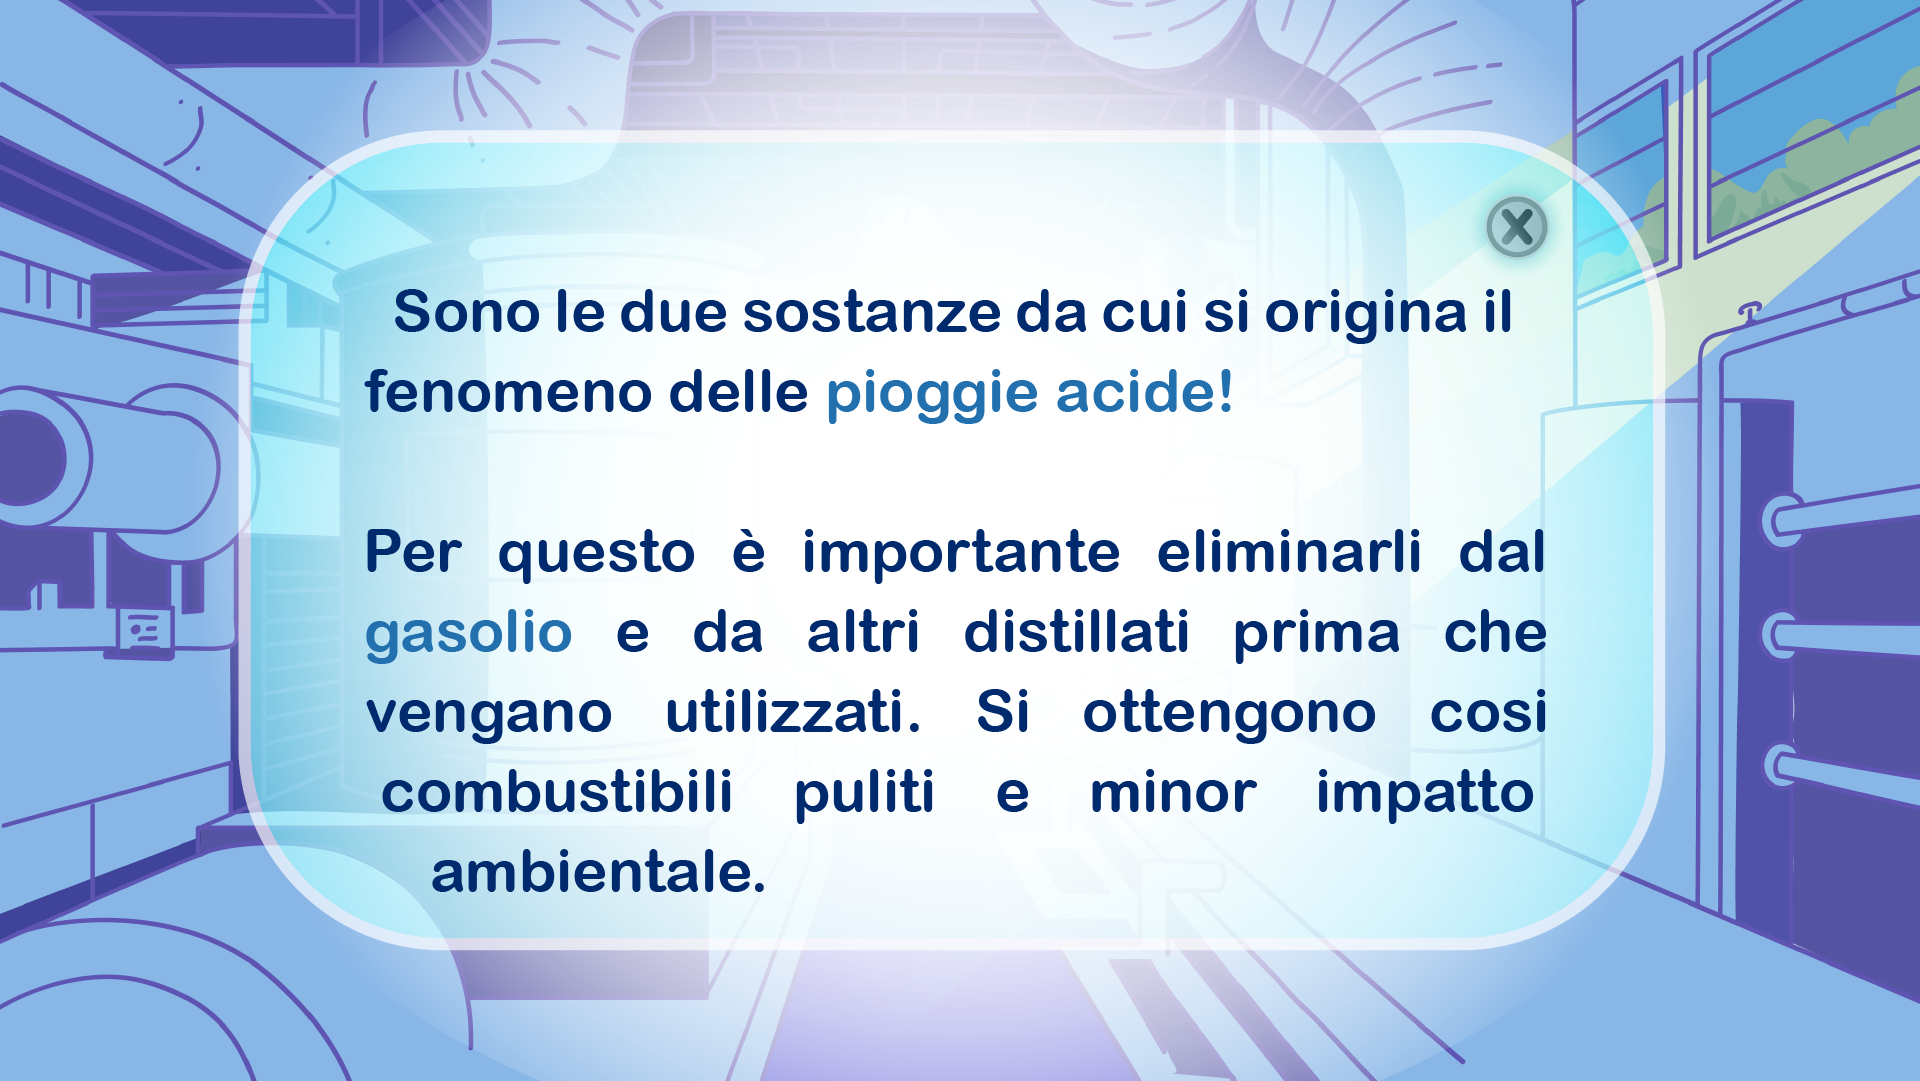 Sono le due sostanze da cui si origina il
fenomeno delle pioggie acide!
Per questo è importante eliminarli dal
gasolio e da altri distillati prima che
vengano utilizzati. Si ottengono cosi
combustibili puliti e minor impatto
ambientale.